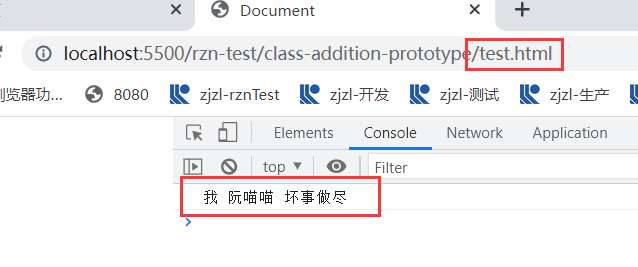 Document
localhost:5500/rzn-test/class-addition-prototype/test.html
浏览器功... 8080 zjzl-rznTest zjzl-开发 zjzl-测试 zjzl-生产
Elements Console Network Application
top Filter
我 阮喵喵 坏事做尽